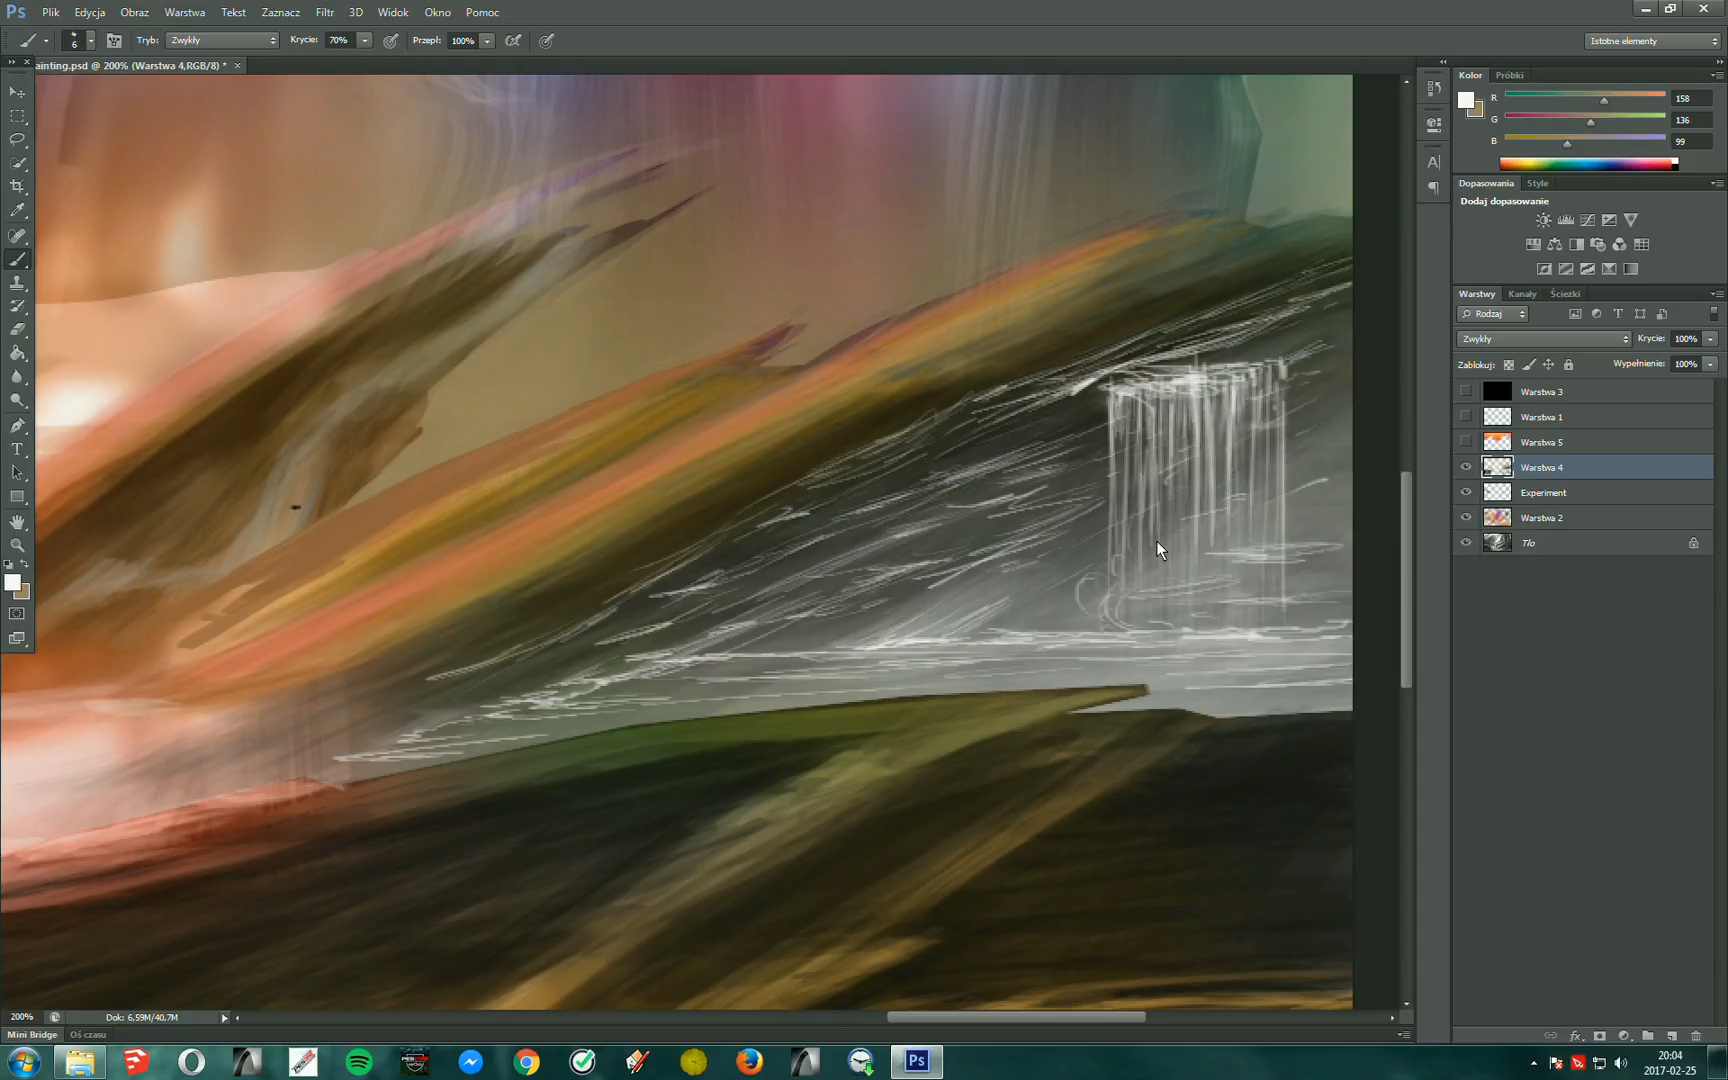 Ps Plik Edycja Obraz Warstwa Tekst Zaznacz Filtr 3D Widok Okno Pomoc
6 Tryb: Zwykły Krycie: 70% Przepł: 100% Istotne elementy
ainting.psd @ 200% (Warstwa 4,RGB/8) * ×
Kolor Próbki
R 158
G 136
B 99
Dopasowania Style
Dodaj dopasowanie
Warstwy Kanały Ścieżki
Rodzaj
Zwykły Krycie: 100%
Zablokuj: Wypełnienie: 100%
Warstwa 3
Warstwa 1
Warstwa 5
Warstwa 4
Experiment
Warstwa 2
Tło
200% Dok: 6,59M/40,7M
Mini Bridge Oś czasu
Ps
20:04
2017-02-25